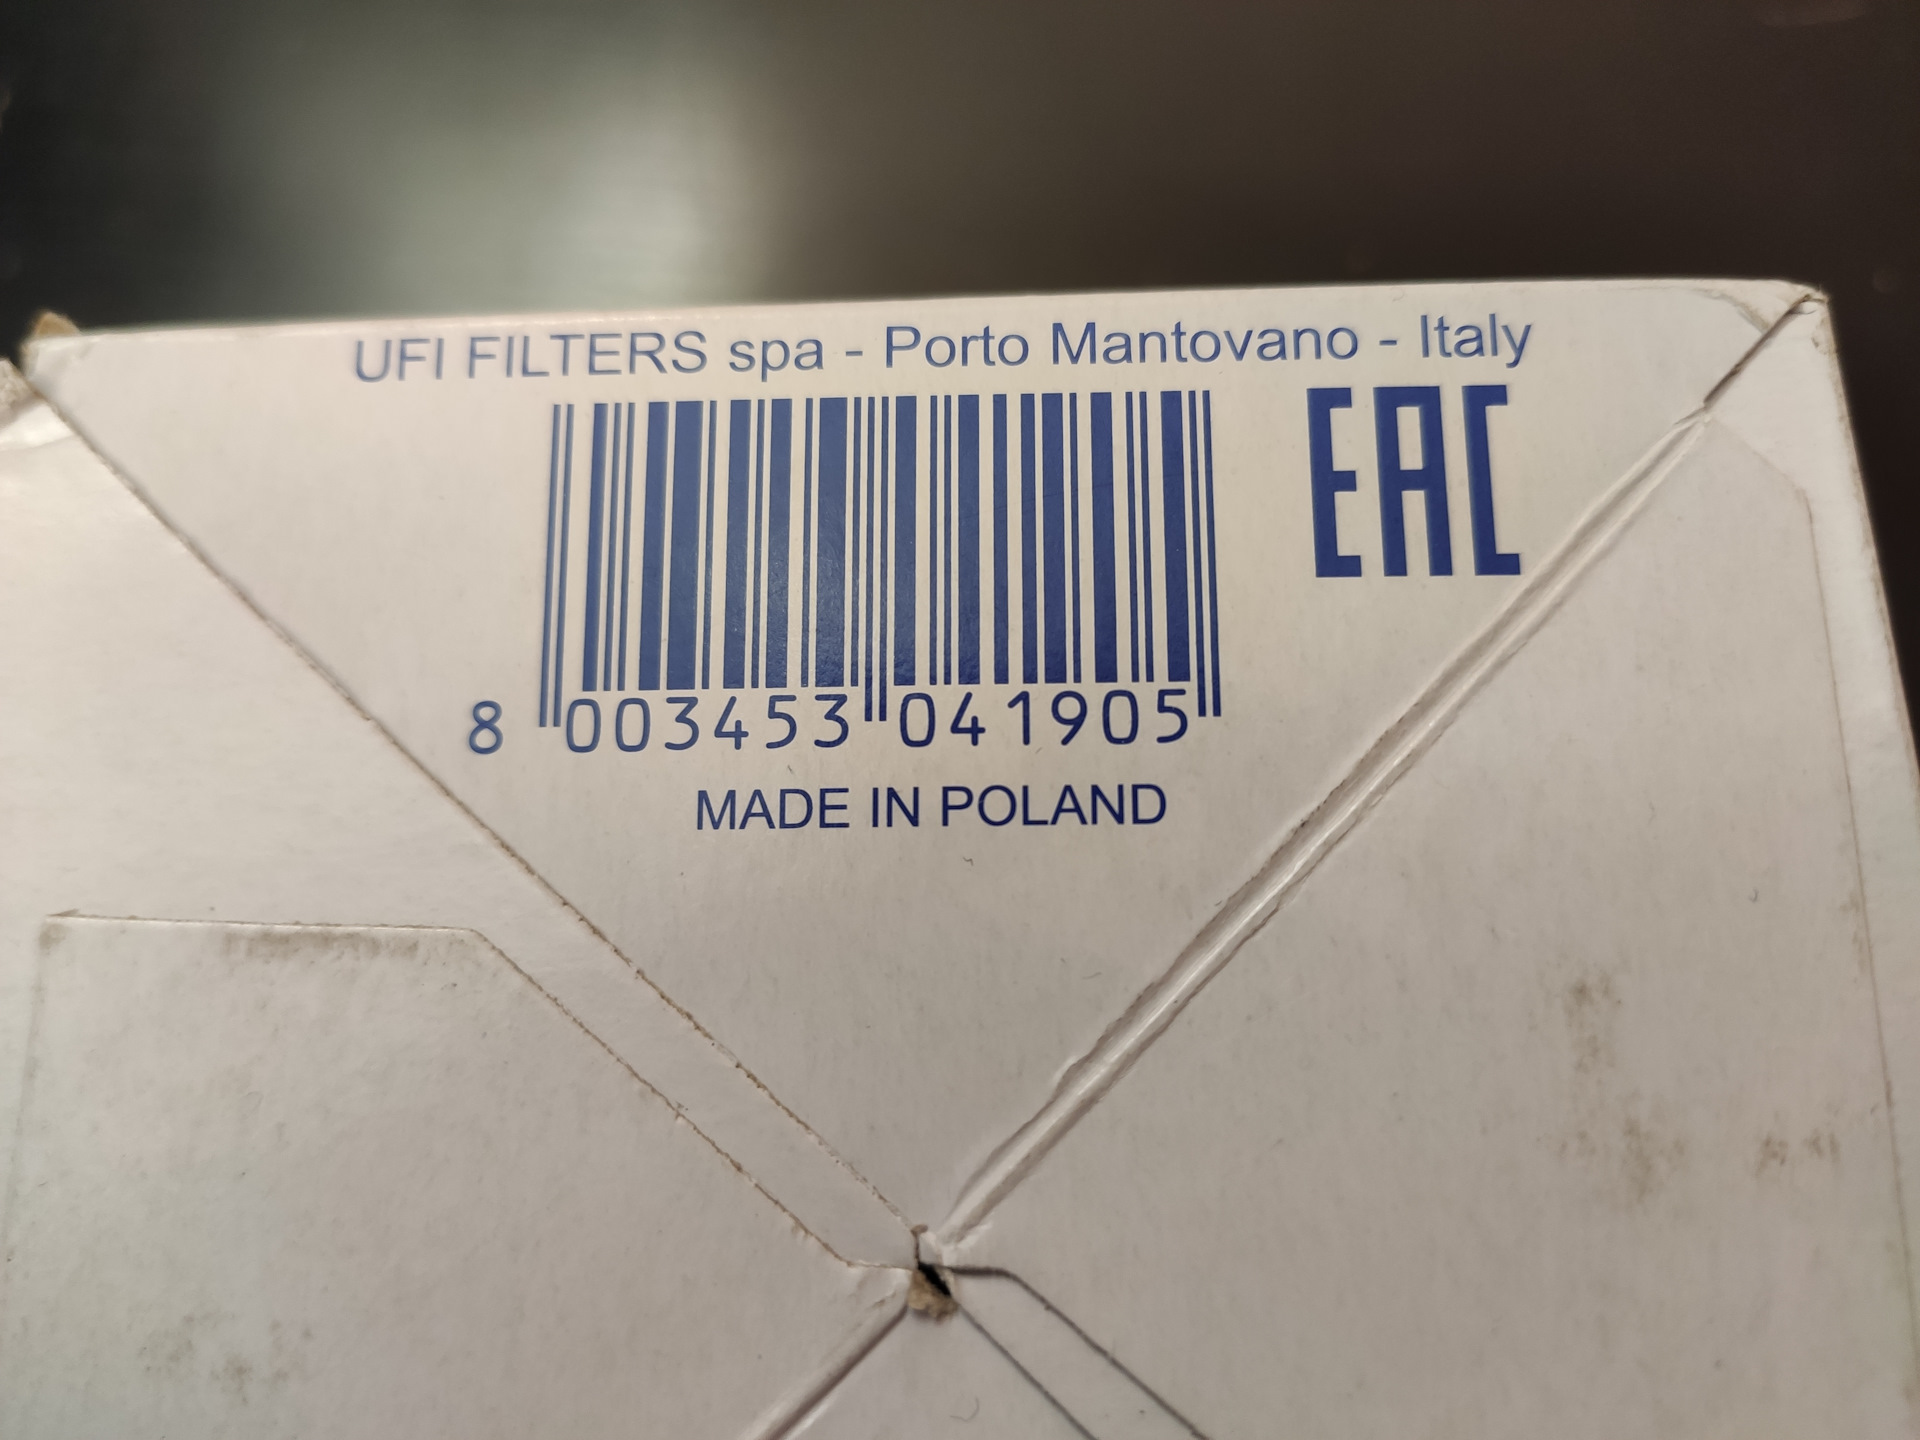 UFI FILTERS spa - Porto Mantovano - Italy
EAC
8 003453 041905
MADE IN POLAND